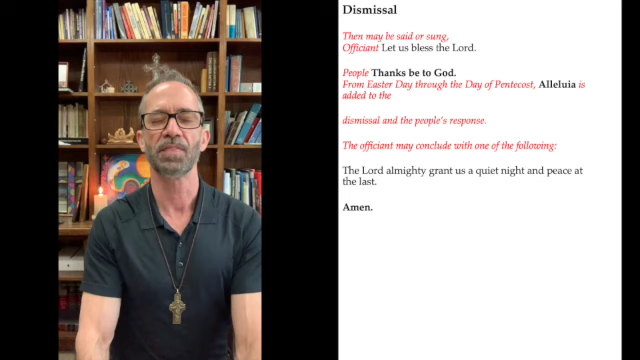 Dismissal
Then may be said or sung,
Officiant Let us bless the Lord.
People Thanks be to God.
From Easter Day through the Day of Pentecost, Alleluia is
added to the
dismissal and the people's response.
The officiant may conclude with one of the following:
The Lord almighty grant us a quiet night and peace at
the last.
Amen.